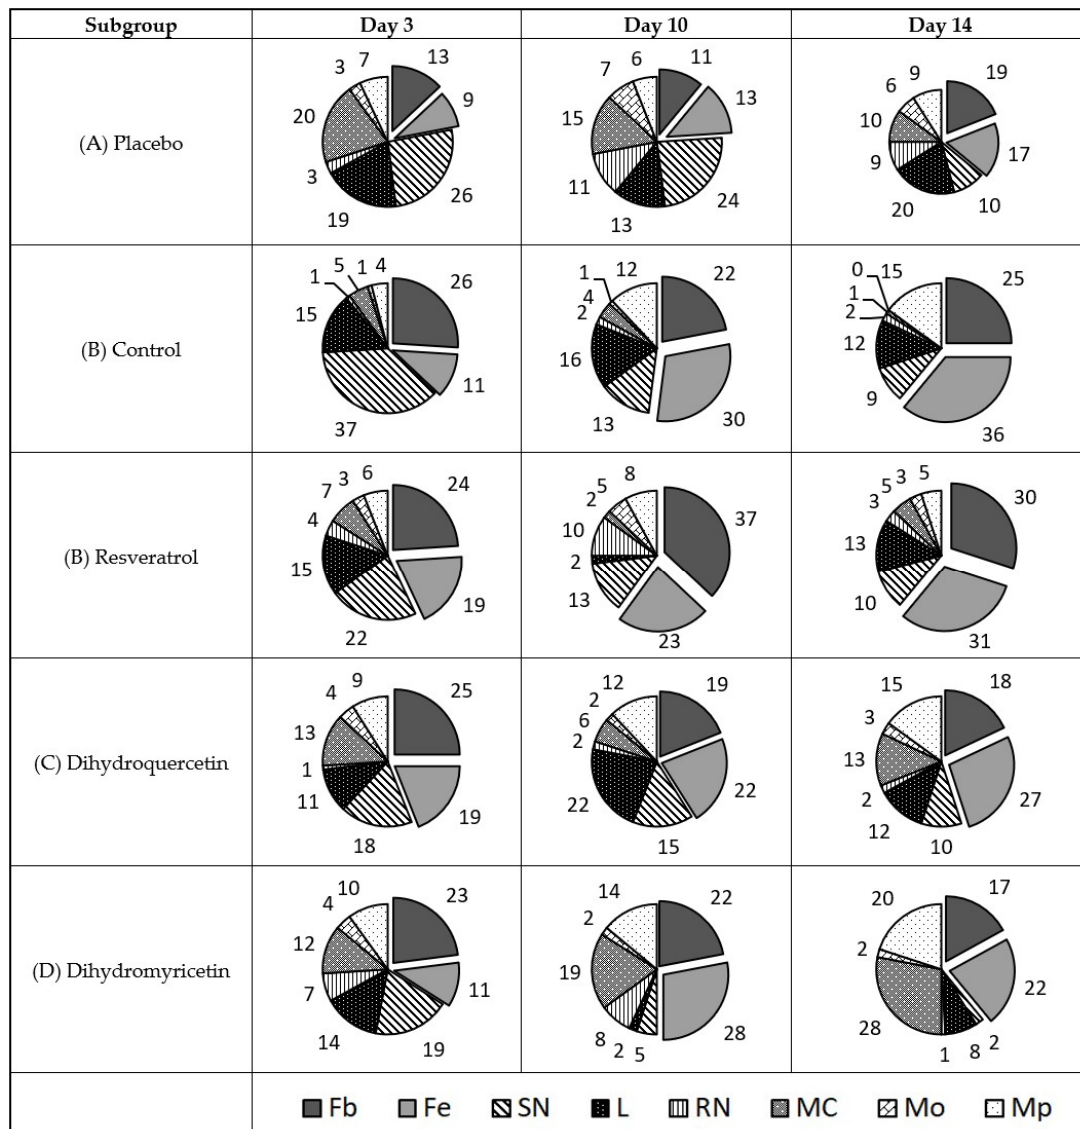 Subgroup Day 3 Day 10 Day 14
(A) Placebo
3 7 13 9 26 19 3 20
7 6 11 13 24 13 11 15
6 9 19 17 10 20 9 10
(B) Control
1 5 1 4 26 11 37 15
1 12 22 30 13 16 2 4
0 15 25 36 9 12 2 1
(B) Resveratrol
7 3 6 24 19 22 15 4
2 5 8 37 23 13 2 10
3 5 3 5 30 31 10 13
(C) Dihydroquercetin
4 9 25 19 18 11 1 13
2 12 19 22 15 22 2 6
3 15 18 27 10 12 2 13
(D) Dihydromyricetin
4 10 23 11 19 14 7 12
2 14 22 28 5 2 8 19
2 20 17 22 2 8 1 28
Fb Fe SN L RN MC Mo Mp